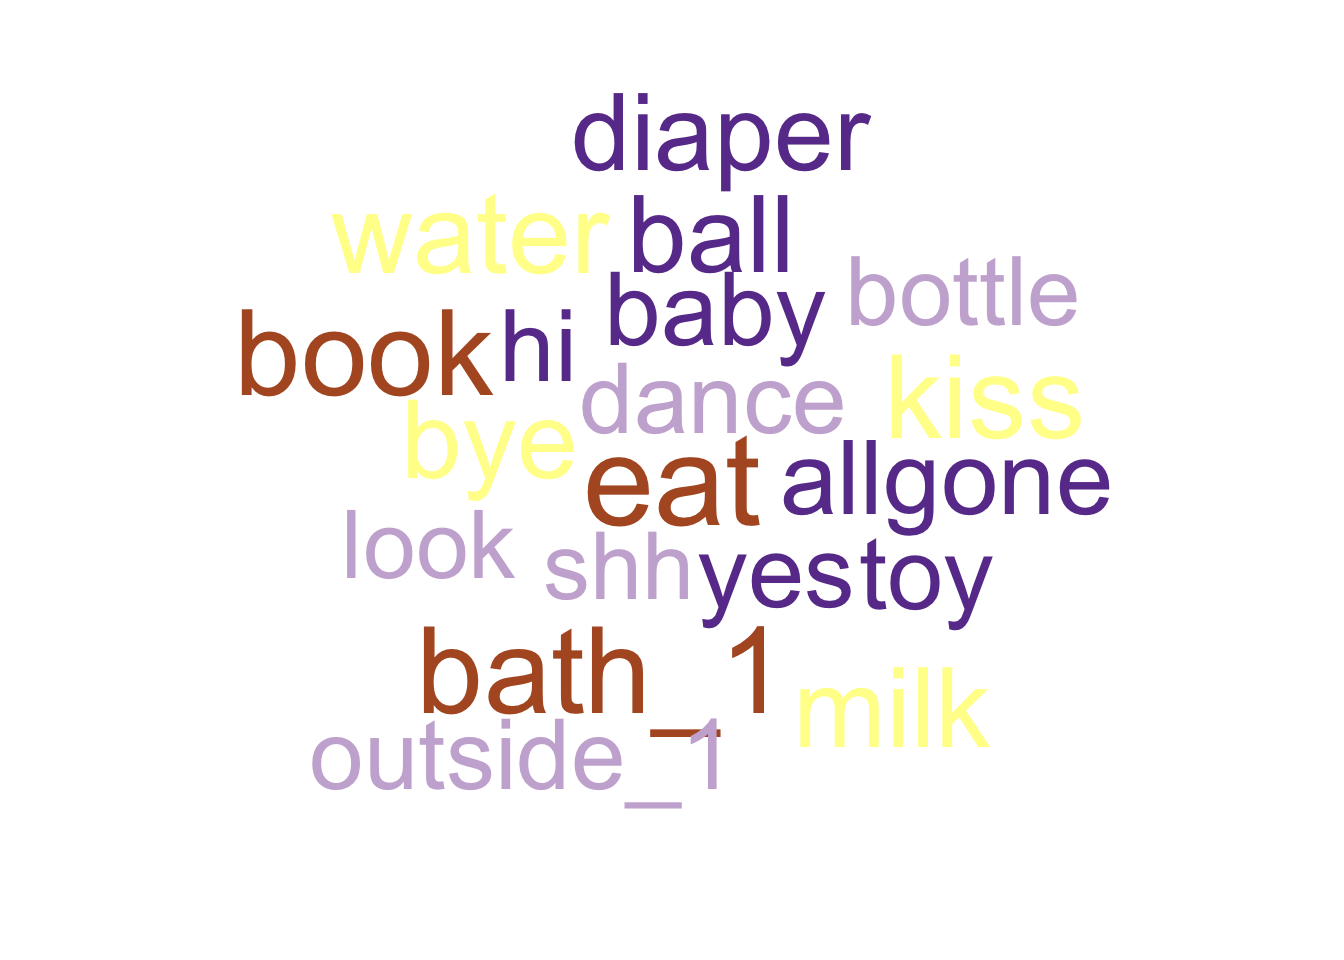 diaper
water ball
baby bottle
book hi
dance kiss
bye
eat allgone
look shh yes toy
bath_1
milk
outside_1